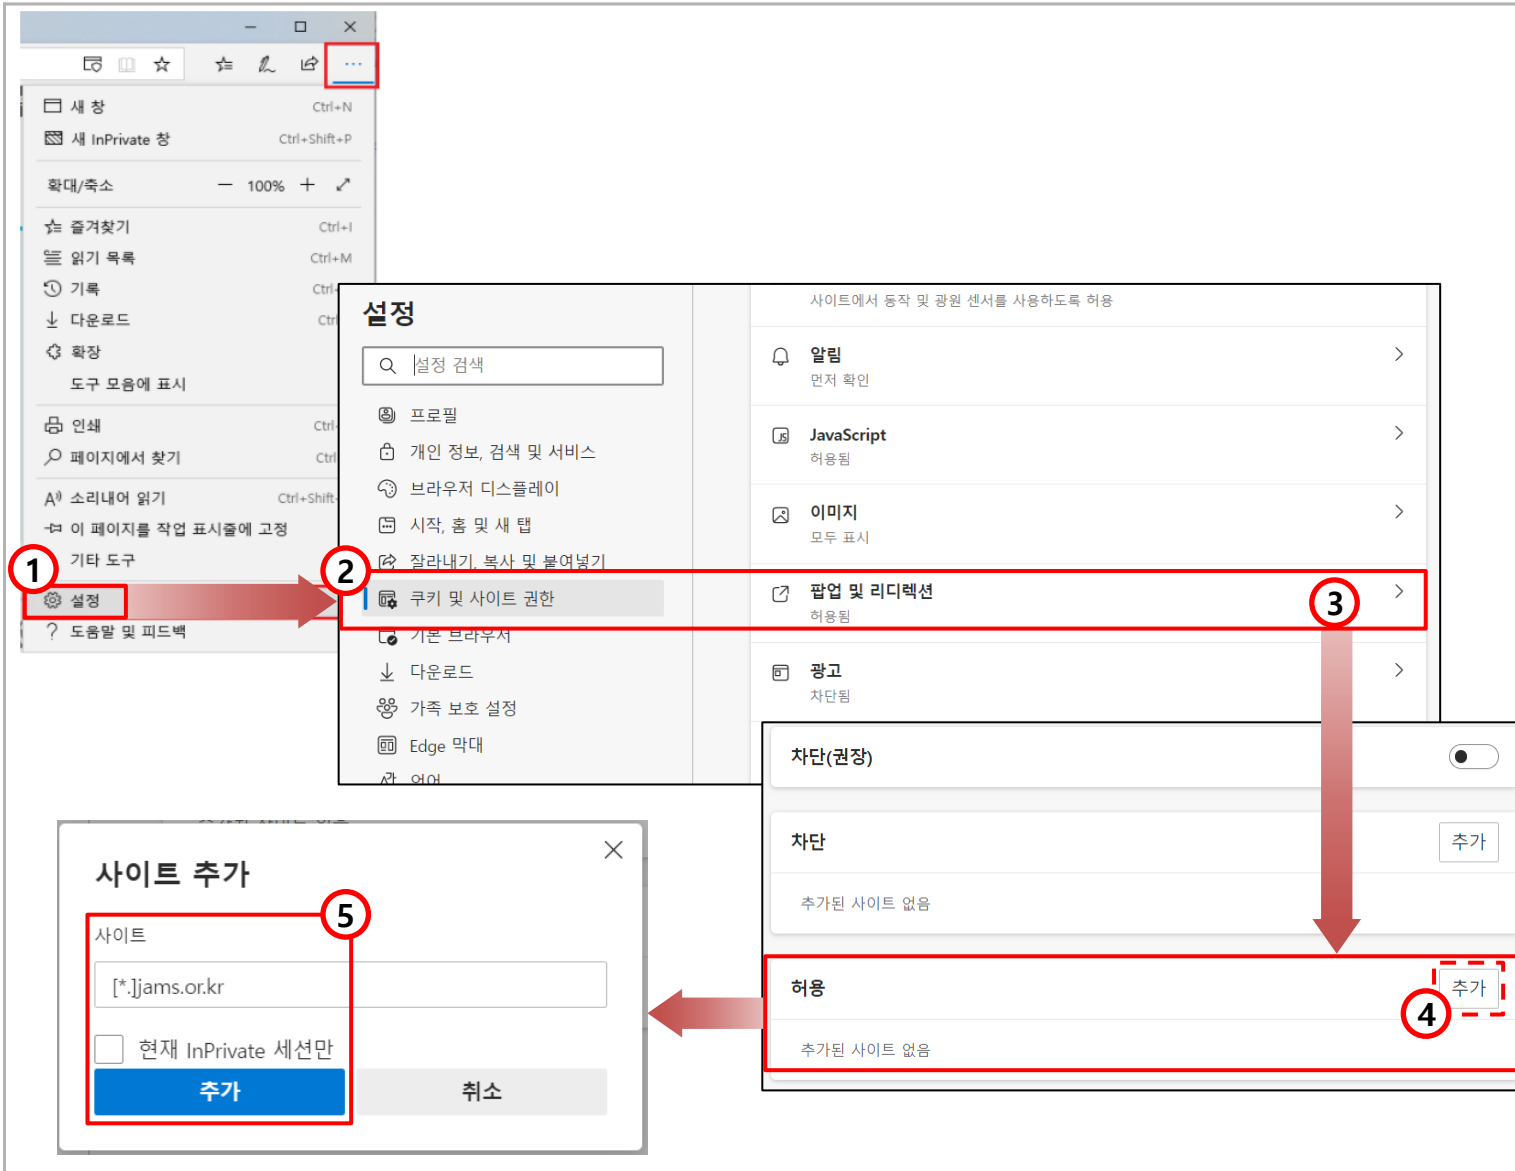 ···
새 창 Ctrl+N
새 InPrivate 창 Ctrl+Shift+P
확대/축소 — 100% +
즐겨찾기 Ctrl+I
읽기 목록 Ctrl+M
기록 Ctrl
다운로드 Ctrl
확장
도구 모음에 표시
인쇄 Ctrl
페이지에서 찾기 Ctrl
소리내어 읽기 Ctrl+Shift
이 페이지를 작업 표시줄에 고정
기타 도구
1
설정
? 도움말 및 피드백
설정
설정 검색
프로필
개인 정보, 검색 및 서비스
브라우저 디스플레이
시작, 홈 및 새 탭
잘라내기, 복사 및 붙여넣기
2
쿠키 및 사이트 권한
기본 브라우저
다운로드
가족 보호 설정
Edge 막대
언어
사이트에서 동작 및 광원 센서를 사용하도록 허용
알림
먼저 확인
JavaScript
허용됨
이미지
모두 표시
팝업 및 리디렉션
허용됨
3
광고
차단됨
차단(권장)
차단 추가
추가된 사이트 없음
허용 추가
4
추가된 사이트 없음
사이트 추가
5
사이트
[*.]jams.or.kr
현재 InPrivate 세션만
추가 취소